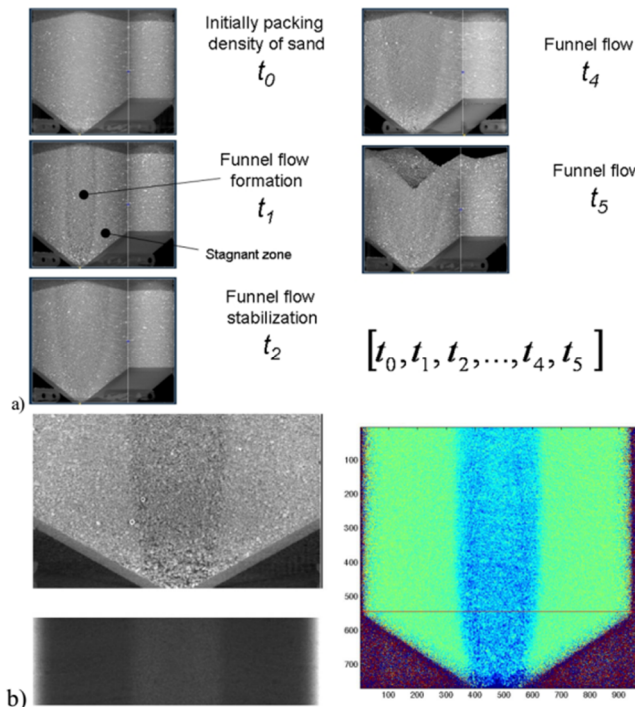 Initially packing
density of sand
t0
Funnel flow
t4
Funnel flow
formation
t1
Stagnant zone
Funnel flow
t5
Funnel flow
stabilization
t2
[t0, t1, t2,..., t4, t5]
a)
100
200
300
400
500
600
700
100 200 300 400 500 600 700 800 900
b)